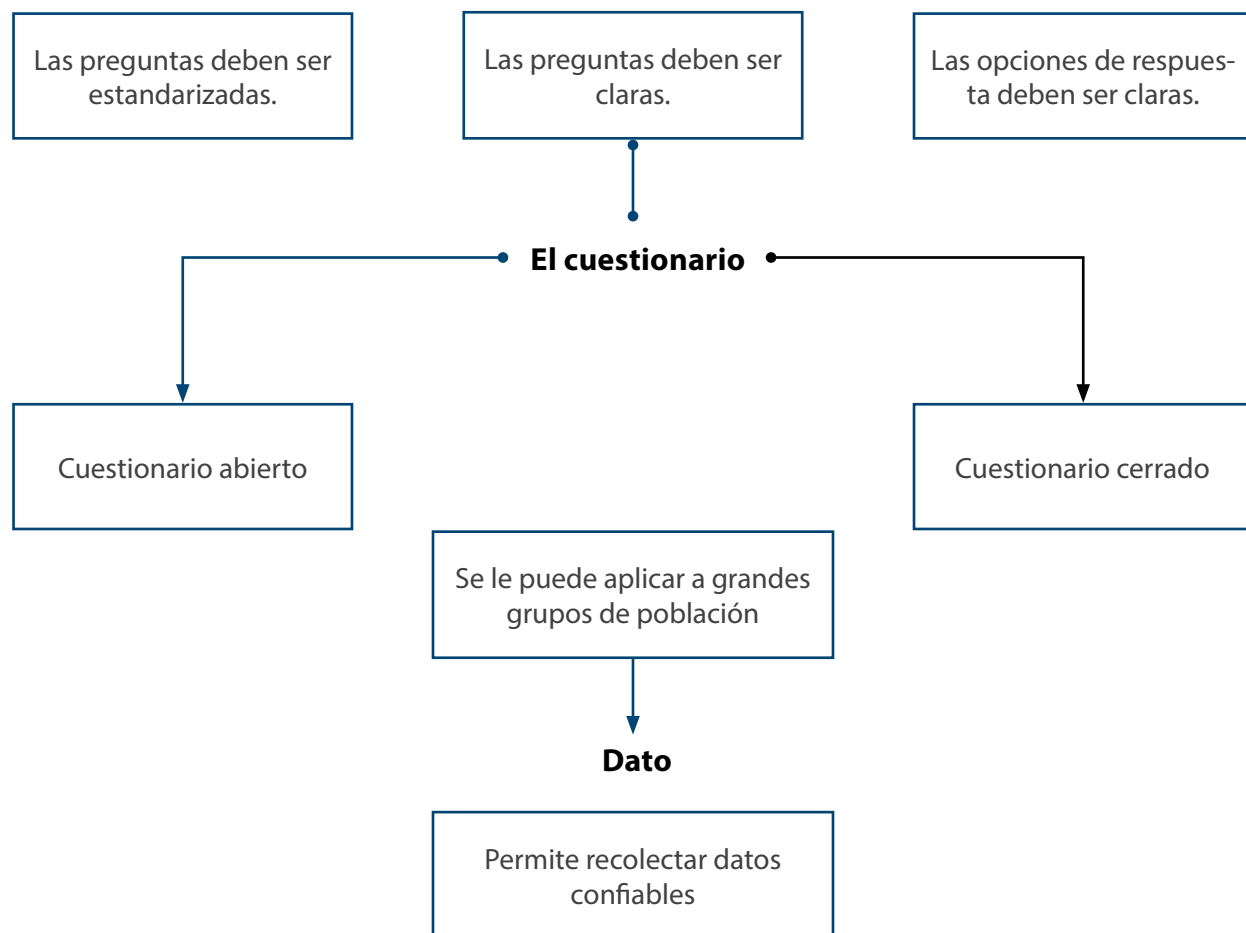 Las preguntas deben ser
estandarizadas.
Las preguntas deben ser
claras.
Las opciones de respues-
ta deben ser claras.
El cuestionario
Cuestionario abierto
Cuestionario cerrado
Se le puede aplicar a grandes
grupos de población
Dato
Permite recolectar datos
confiables